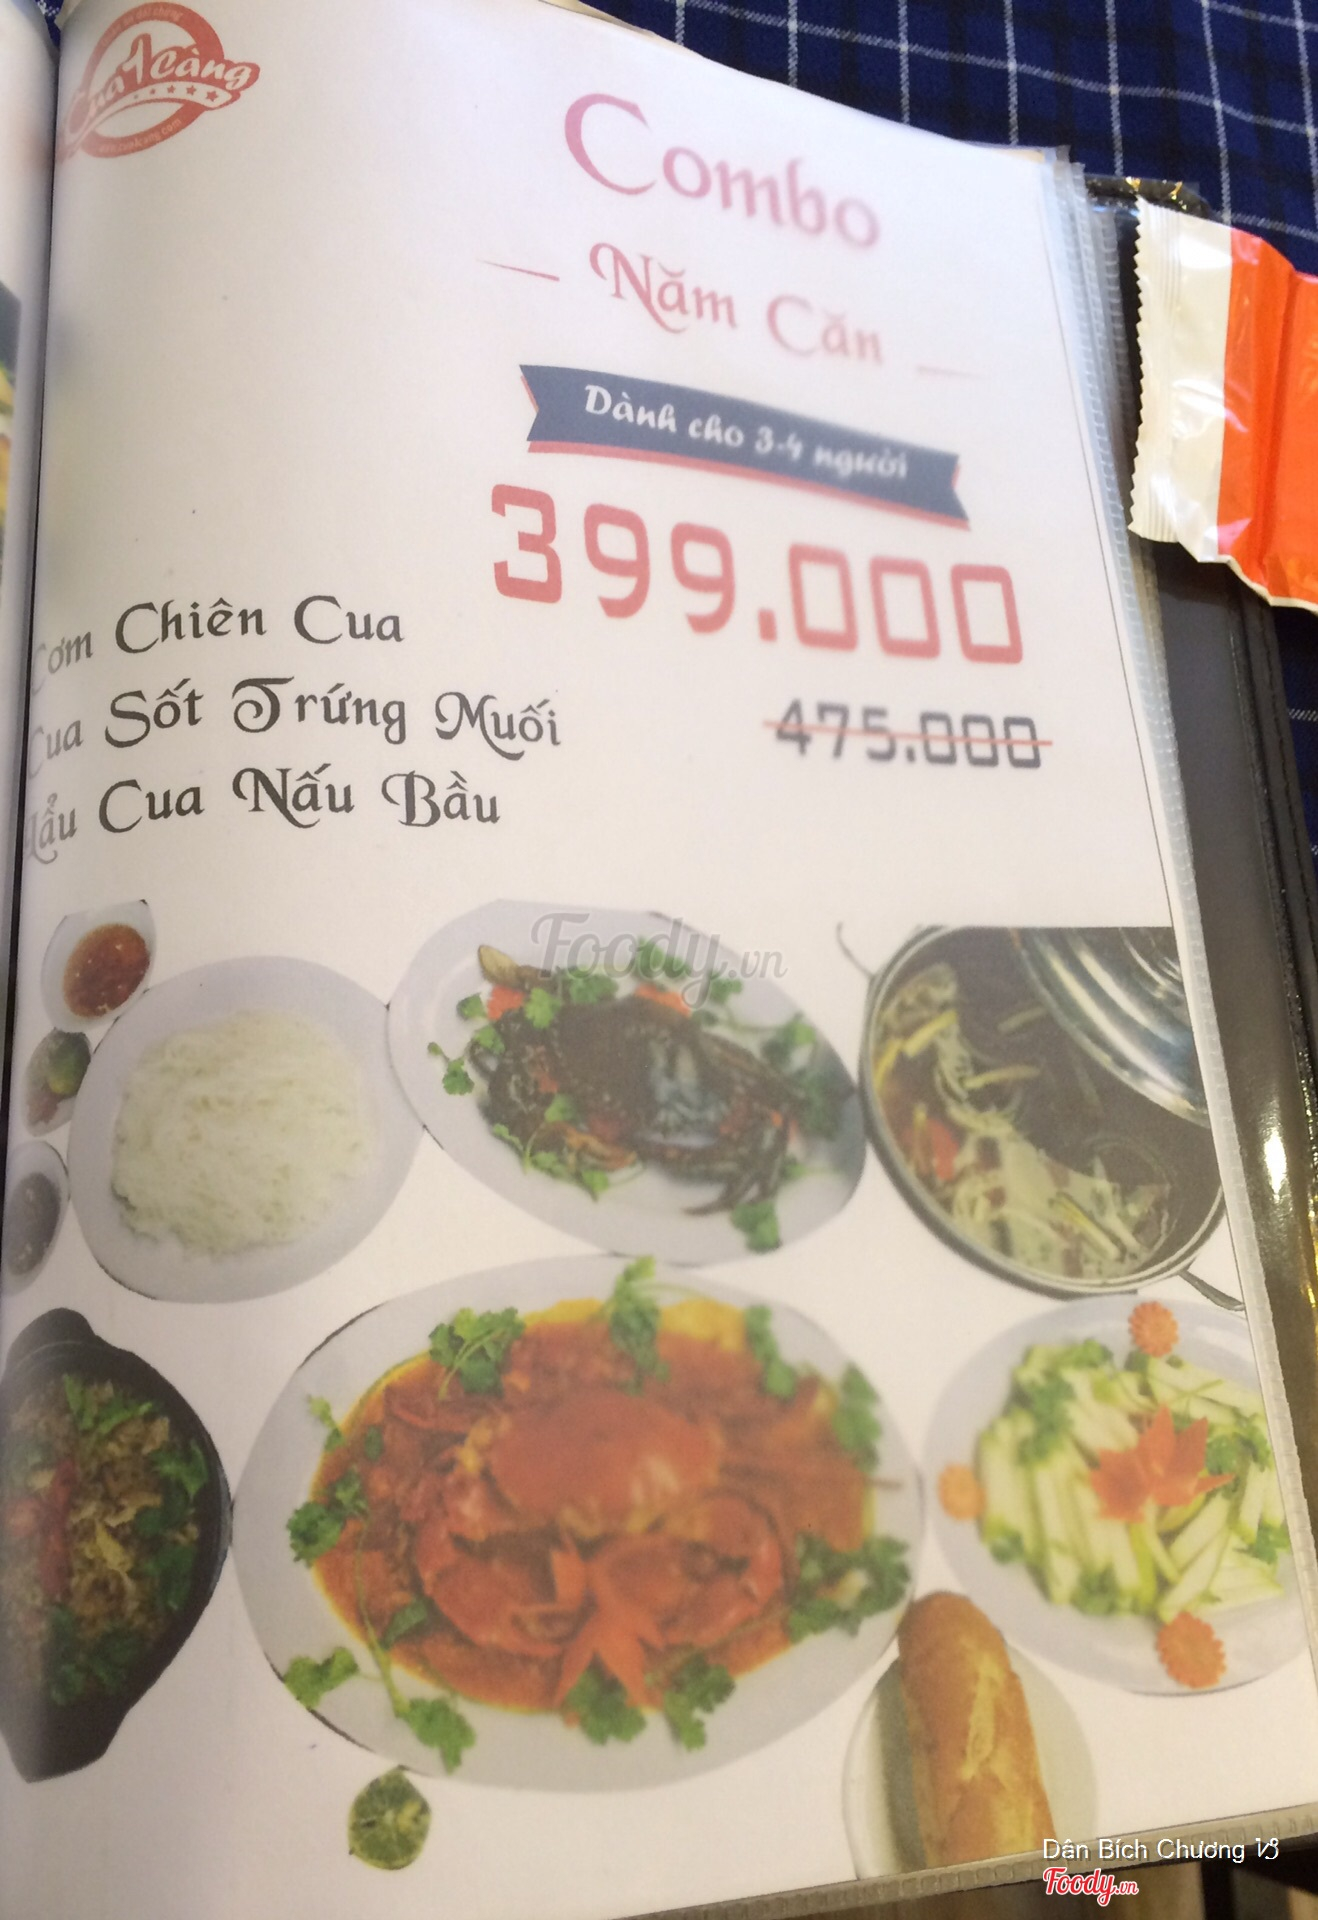 Cua 1 Càng
Combo
Năm Căn
Dành cho 3-4 người
399.000
Cơm Chiên Cua
Cua Sốt Trứng Muối
475.000
Lẩu Cua Nấu Bầu
Foody.vn
Dân Bích Chương
Foody.vn